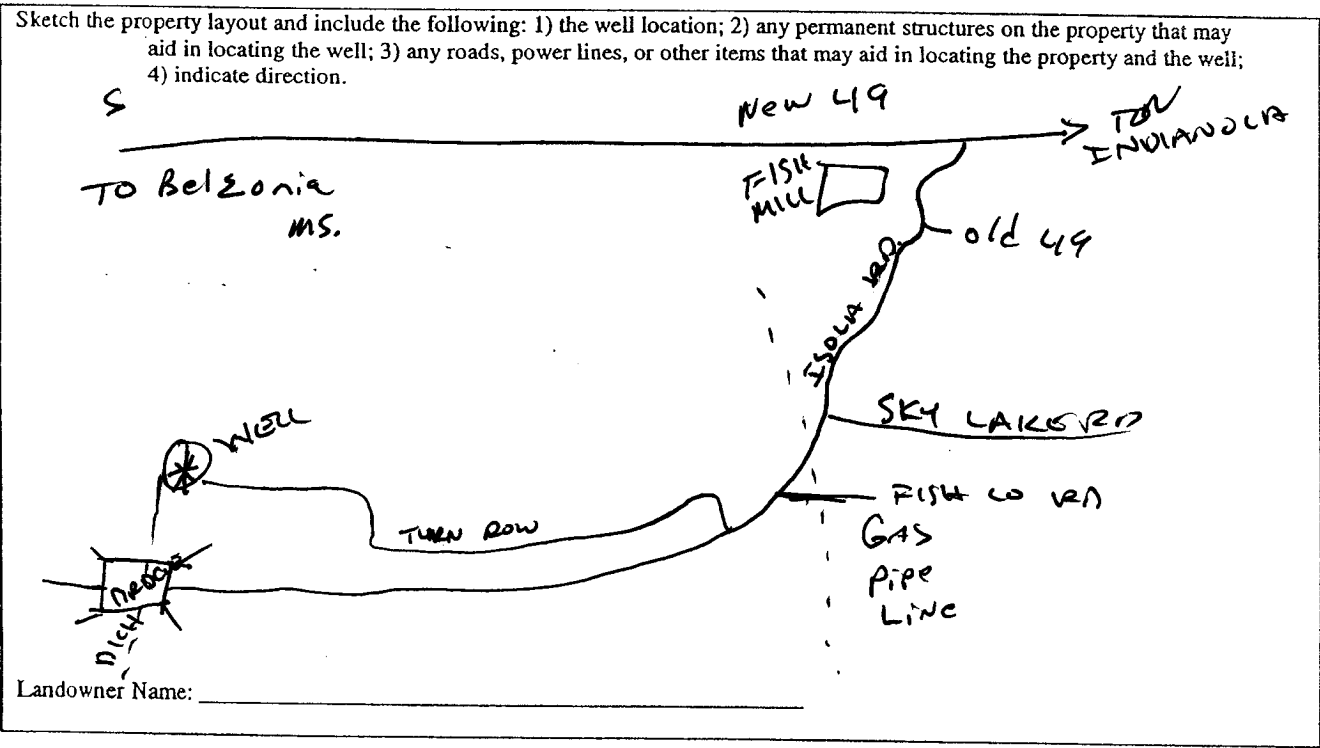 Sketch the property layout and include the following: 1) the well location; 2) any permanent structures on the property that may
aid in locating the well; 3) any roads, power lines, or other items that may aid in locating the property and the well;
4) indicate direction.
S
New 49
INDIANOLA
TO Belzonia
MS.
FISH
MILL
old 49
ISOLA RD.
SKY LAKE RD
WELL
FISH CO RD
TURN ROW
GAS
PiPe
LiNe
DICH
Landowner Name: